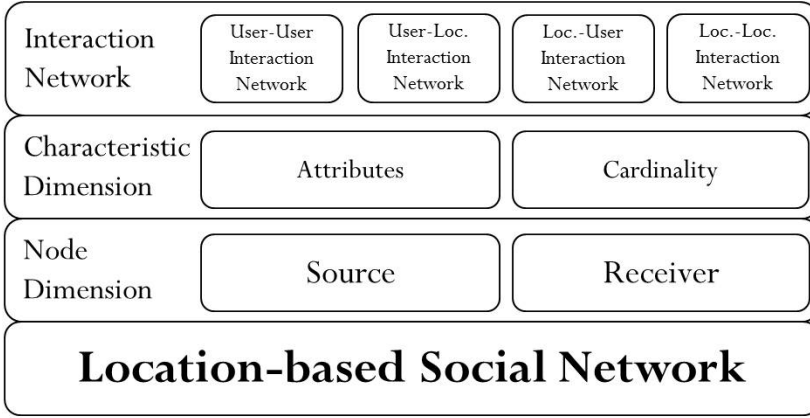 Interaction
Network
User-User
Interaction
Network
User-Loc.
Interaction
Network
Loc.-User
Interaction
Network
Loc.-Loc.
Interaction
Network
Characteristic
Dimension
Attributes
Cardinality
Node
Dimension
Source
Receiver
Location-based Social Network